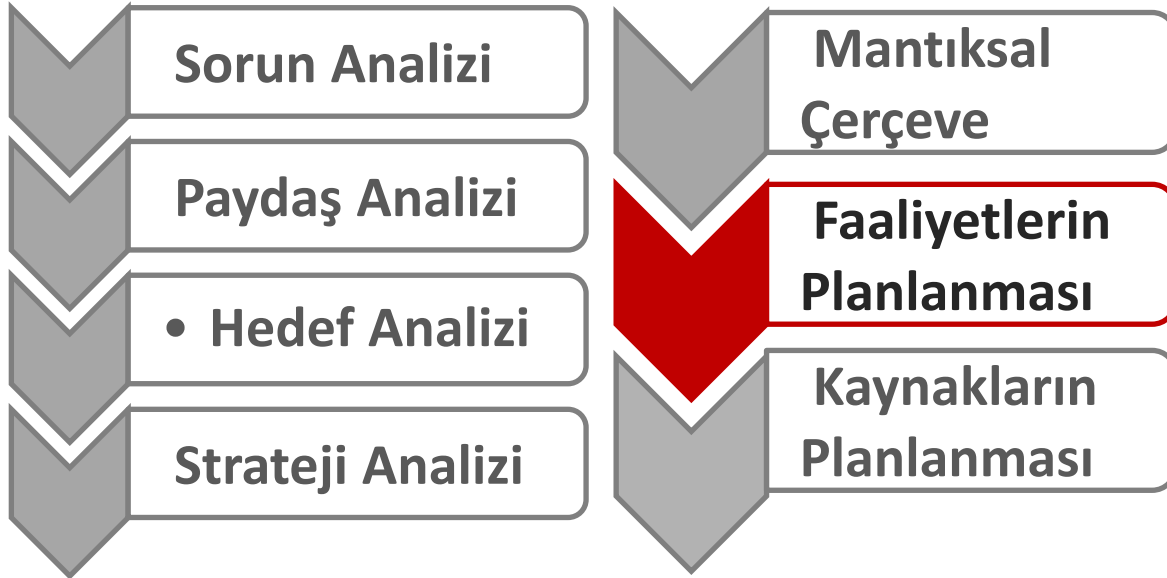 Sorun Analizi
Paydaş Analizi
• Hedef Analizi
Strateji Analizi
Mantıksal
Çerçeve
Faaliyetlerin
Planlanması
Kaynakların
Planlanması